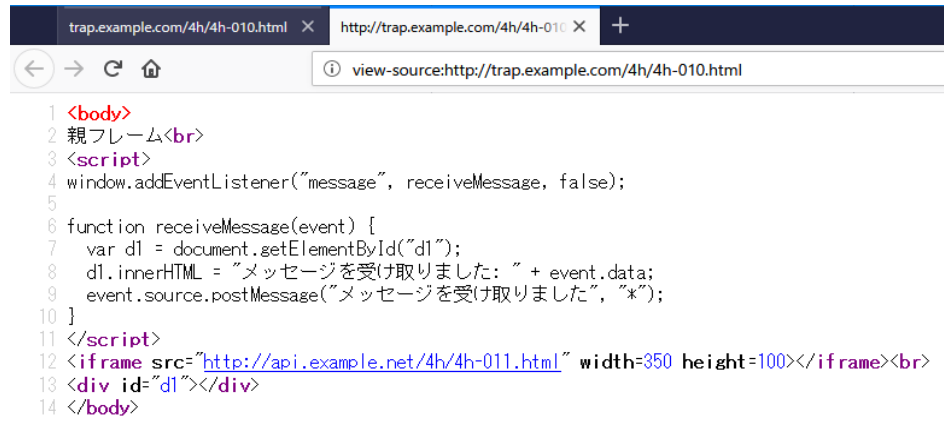 trap.example.com/4h/4h-010.html
http://trap.example.com/4h/4h-010
view-source:http://trap.example.com/4h/4h-010.html
1 <body>
2 親フレーム<br>
3 <script>
4 window.addEventListener("message", receiveMessage, false);
5
6 function receiveMessage(event) {
7   var d1 = document.getElementById("d1");
8   d1.innerHTML = "メッセージを受け取りました: " + event.data;
9   event.source.postMessage("メッセージを受け取りました", "*");
10 }
11 </script>
12 <iframe src="http://api.example.net/4h/4h-011.html" width=350 height=100></iframe><br>
13 <div id="d1"></div>
14 </body>